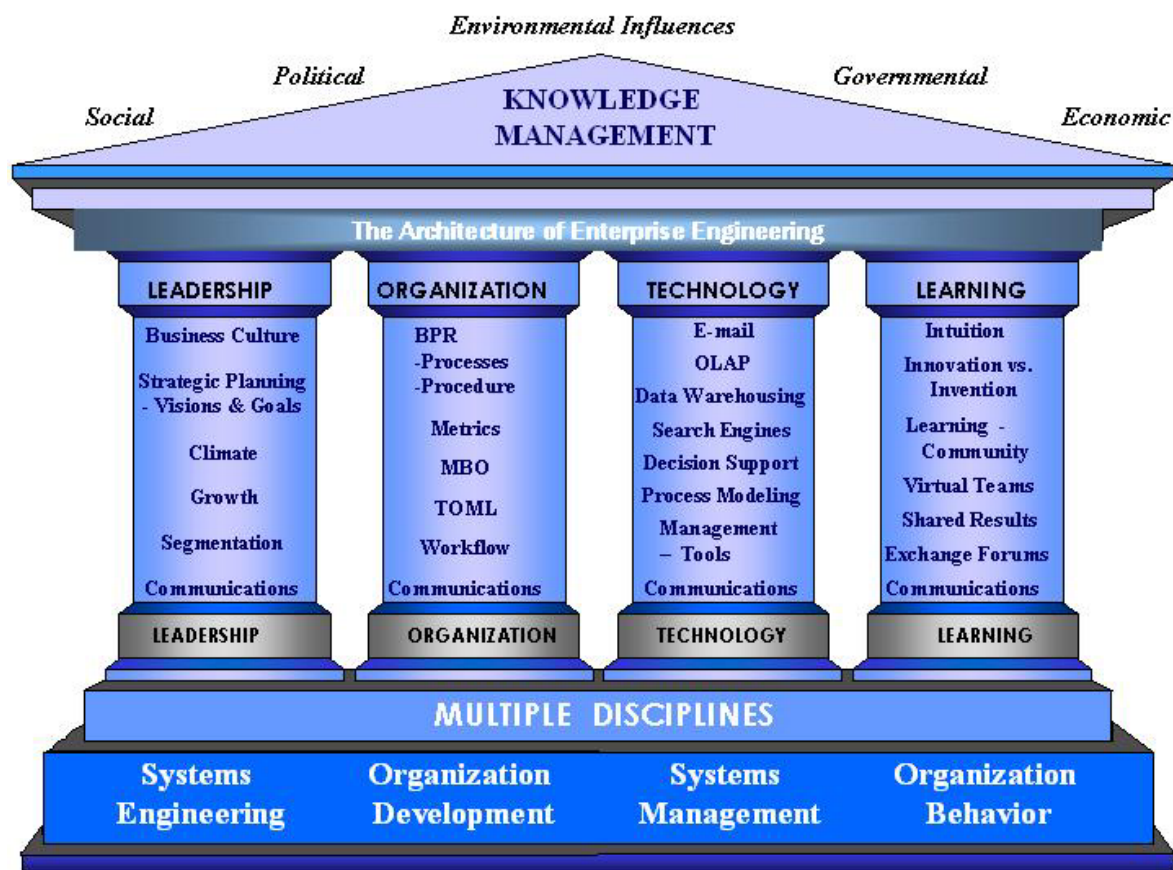 Environmental Influences
Political
Governmental
Social
Economic
KNOWLEDGE
MANAGEMENT
The Architecture of Enterprise Engineering
LEADERSHIP
Business Culture
Strategic Planning
- Visions & Goals
Climate
Growth
Segmentation
Communications
LEADERSHIP
ORGANIZATION
BPR
-Processes
-Procedure
Metrics
MBO
TOML
Workflow
Communications
ORGANIZATION
TECHNOLOGY
E-mail
OLAP
Data Warehousing
Search Engines
Decision Support
Process Modeling
Management
– Tools
Communications
TECHNOLOGY
LEARNING
Intuition
Innovation vs.
Invention
Learning -
Community
Virtual Teams
Shared Results
Exchange Forums
Communications
LEARNING
MULTIPLE DISCIPLINES
Systems
Engineering
Organization
Development
Systems
Management
Organization
Behavior